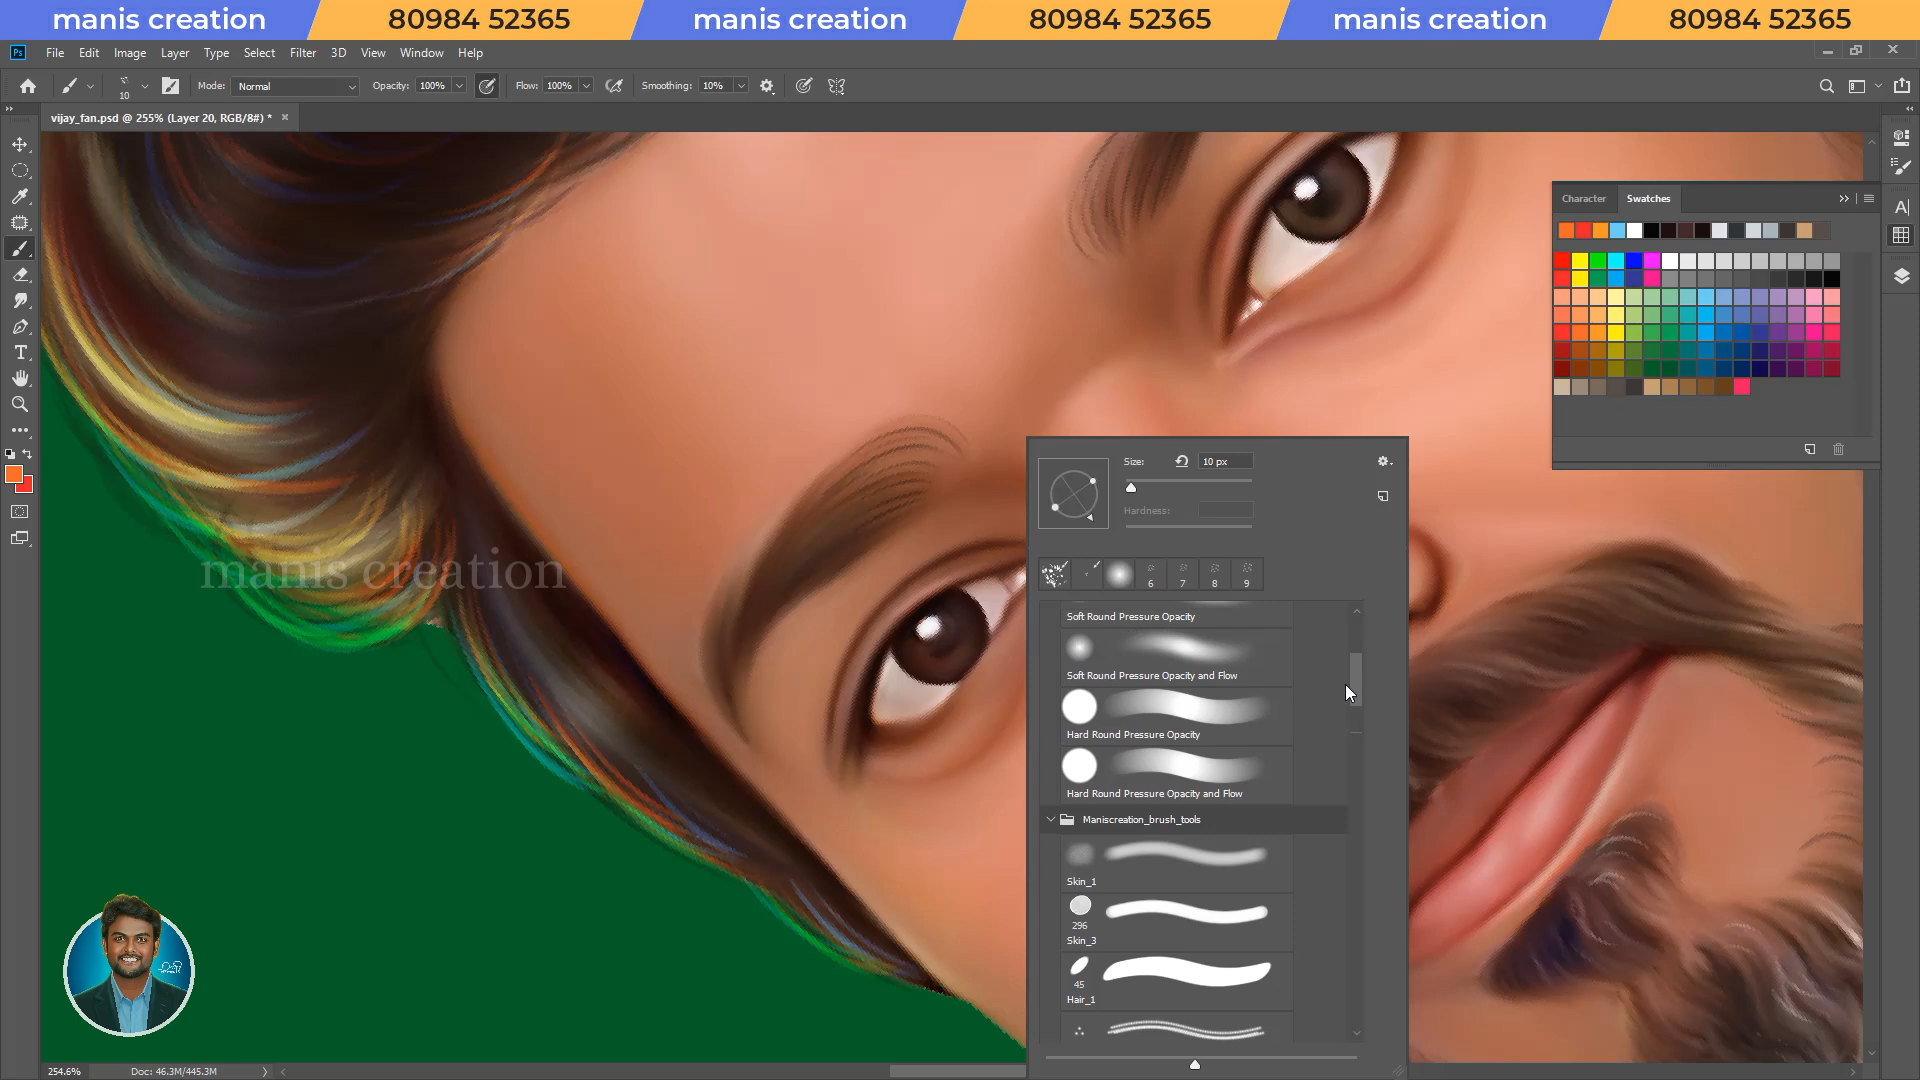 manis creation 80984 52365 manis creation 80984 52365 manis creation 80984 52365
Ps File Edit Image Layer Type Select Filter 3D View Window Help
10 Mode: Normal Opacity: 100% Flow: 100% Smoothing: 10%
vijay_fan.psd @ 255% (Layer 20, RGB/8#) *
Character Swatches
Size: 10 px
Hardness:
6 7 8 9
manis creation
Soft Round Pressure Opacity
Soft Round Pressure Opacity and Flow
Hard Round Pressure Opacity
Hard Round Pressure Opacity and Flow
Maniscreation_brush_tools
Skin_1
296
Skin_3
45
Hair_1
254.6% Doc: 46.3M/445.3M